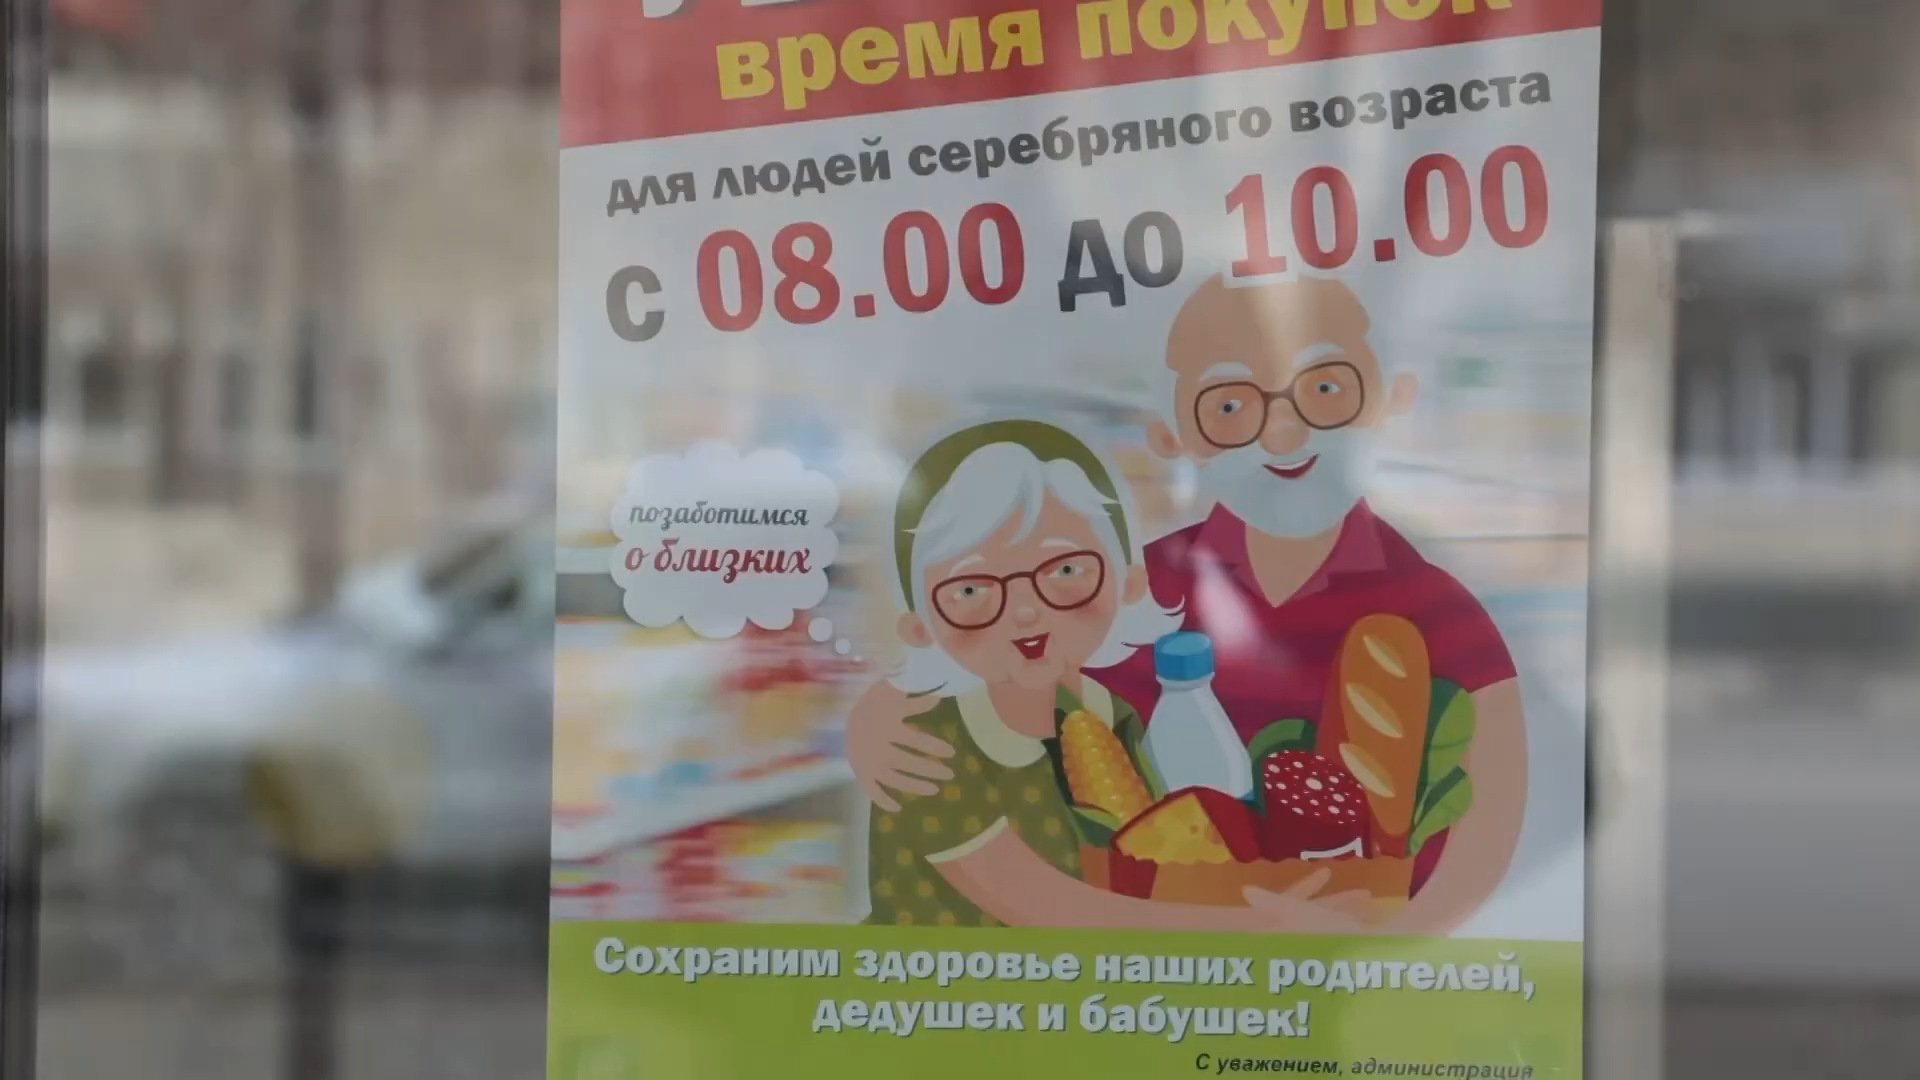 время покупок
для людей серебряного возраста
с 08.00 до 10.00
позаботимся
о близких
Сохраним здоровье наших родителей,
дедушек и бабушек!
С уважением, администрация